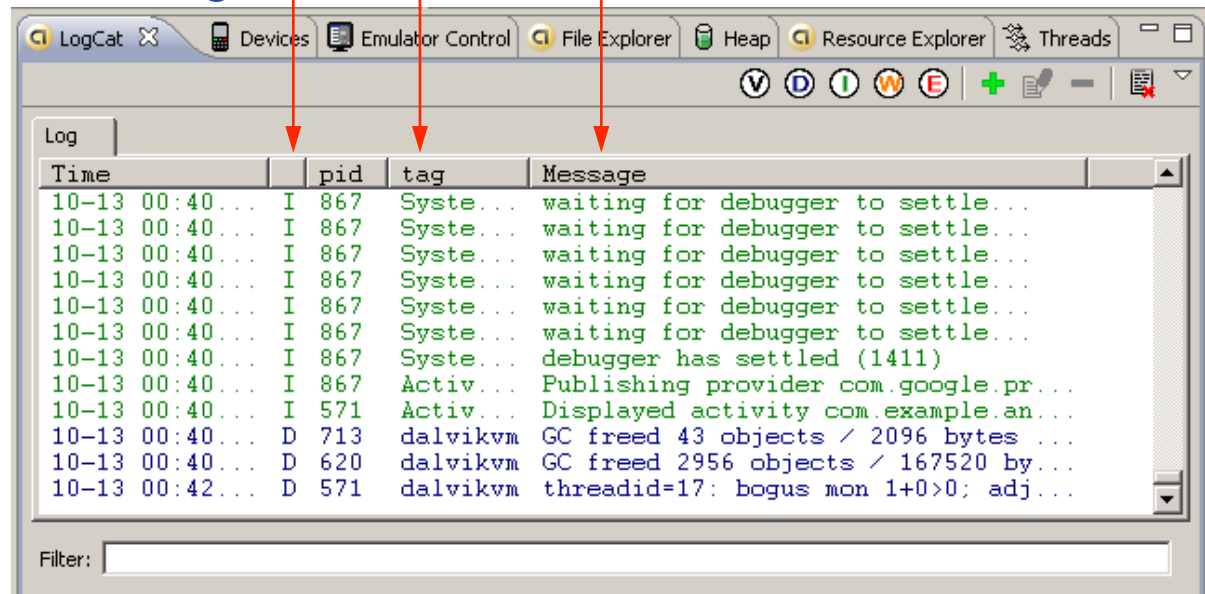 LogCat Devices Emulator Control File Explorer Heap Resource Explorer Threads
V D I W E
Log
Time pid tag Message
10-13 00:40... I 867 Syste... waiting for debugger to settle...
10-13 00:40... I 867 Syste... waiting for debugger to settle...
10-13 00:40... I 867 Syste... waiting for debugger to settle...
10-13 00:40... I 867 Syste... waiting for debugger to settle...
10-13 00:40... I 867 Syste... waiting for debugger to settle...
10-13 00:40... I 867 Syste... waiting for debugger to settle...
10-13 00:40... I 867 Syste... debugger has settled (1411)
10-13 00:40... I 867 Activ... Publishing provider com.google.pr...
10-13 00:40... I 571 Activ... Displayed activity com.example.an...
10-13 00:40... D 713 dalvikvm GC freed 43 objects / 2096 bytes ...
10-13 00:40... D 620 dalvikvm GC freed 2956 objects / 167520 by...
10-13 00:42... D 571 dalvikvm threadid=17: bogus mon 1+0>0; adj...
Filter: